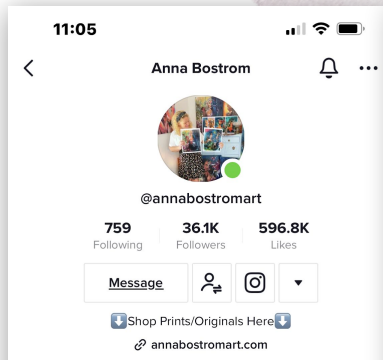 11:05
Anna Bostrom
@annabostromart
759 36.1K 596.8K
Following Followers Likes
Message
⬇️Shop Prints/Originals Here⬇️
annabostromart.com